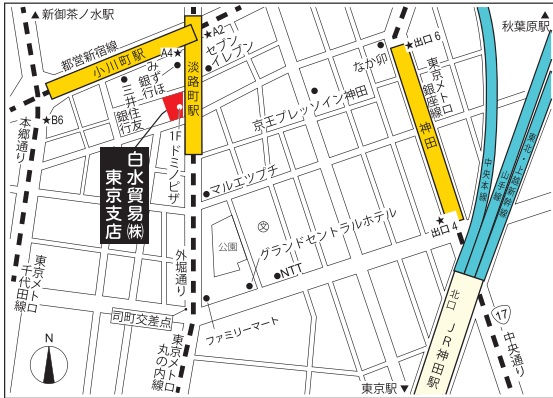 ▲新御茶ノ水駅
秋葉原駅▲
都営新宿線
小川町駅
A4★
★A2
セブン
イレブン
淡路町駅
みずほ
銀行
三井住友
銀行
★B6
本郷通り
1F ドミノピザ
白水貿易㈱
東京支店
マルエツプチ
京王プレッソイン神田
なか卯
★出口6
東京メトロ
銀座線
神田
★
出口4
中央本線
山手線
東北・上越新幹線
文
公園
グランドセントラルホテル
NTT
ファミリーマート
外堀通り
司町交差点
東京メトロ
千代田線
東京メトロ
丸の内線
N
北口
JR神田駅
17
中央通り
東京駅▼